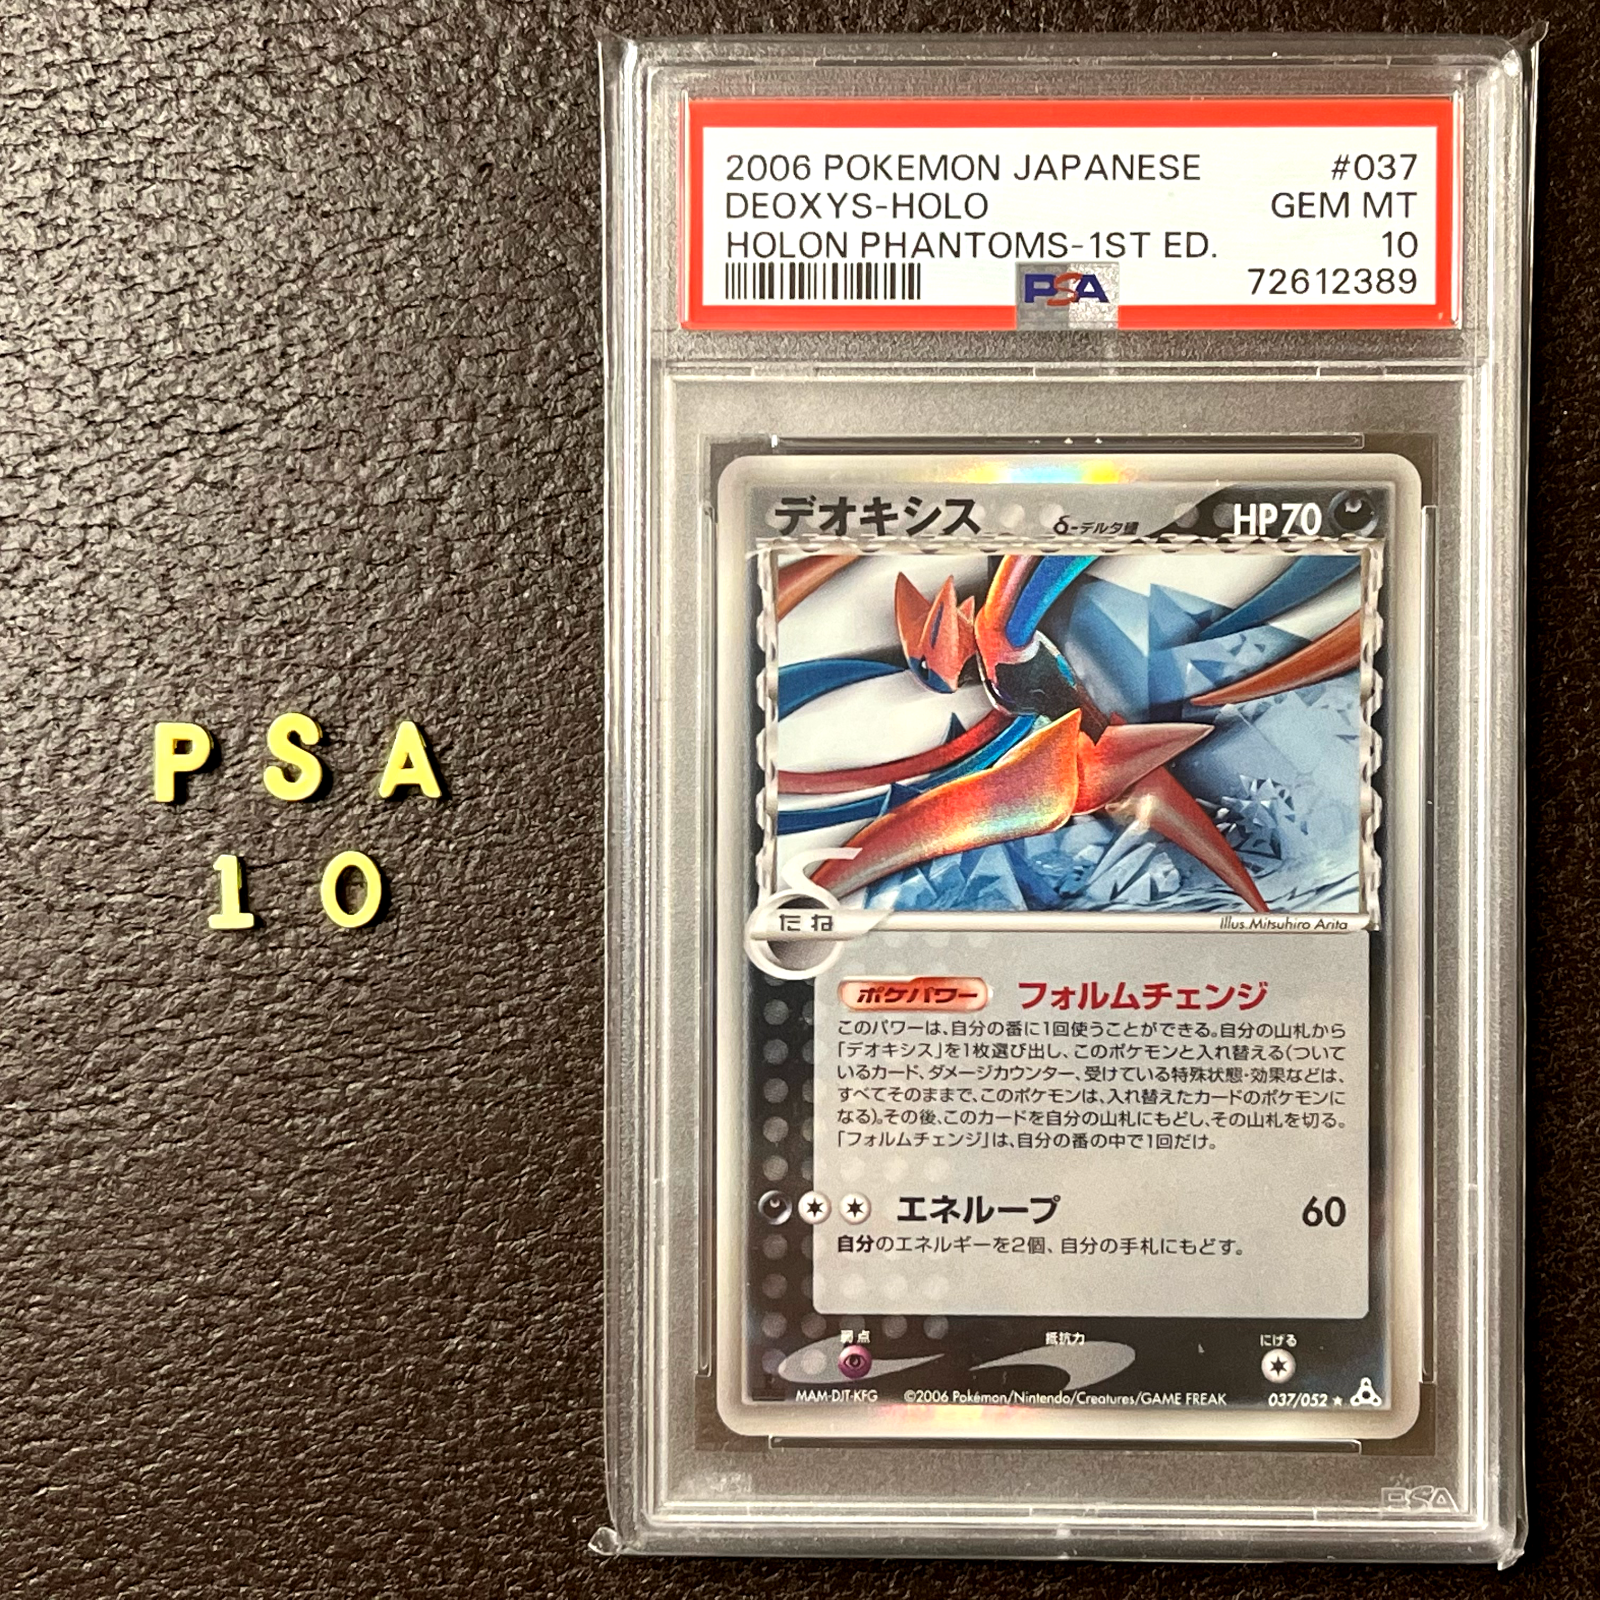 P S A
1 0
2006 POKEMON JAPANESE #037
DEOXYS-HOLO GEM MT
HOLON PHANTOMS-1ST ED. 10
PSA 72612389
デオキシス δ-デルタ種 HP70
たね Illus. Mitsuhiro Arita
ポケパワー フォルムチェンジ
このパワーは、自分の番に1回使うことができる。自分の山札から
「デオキシス」を1枚選び出し、このポケモンと入れ替える(ついて
いるカード、ダメージカウンター、受けている特殊状態・効果などは、
すべてそのままで、このポケモンは、入れ替えたカードのポケモンに
なる)。その後、このカードを自分の山札にもどし、その山札を切る。
「フォルムチェンジ」は、自分の番の中で1回だけ。
エネループ 60
自分のエネルギーを2個、自分の手札にもどす。
弱点 抵抗力 にげる
MAM-DJT-KFG ©2006 Pokémon/Nintendo/Creatures/GAME FREAK 037/052 ★
PSA